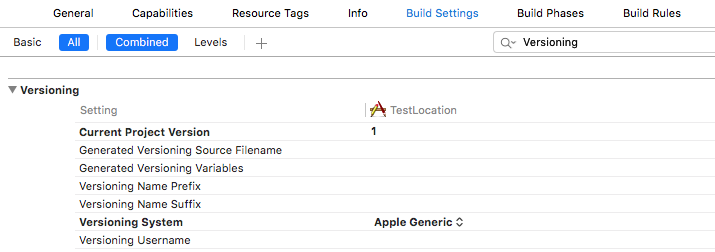 General Capabilities Resource Tags Info Build Settings Build Phases Build Rules
Basic All Combined Levels + Versioning
Versioning
Setting TestLocation
Current Project Version 1
Generated Versioning Source Filename
Generated Versioning Variables
Versioning Name Prefix
Versioning Name Suffix
Versioning System Apple Generic
Versioning Username